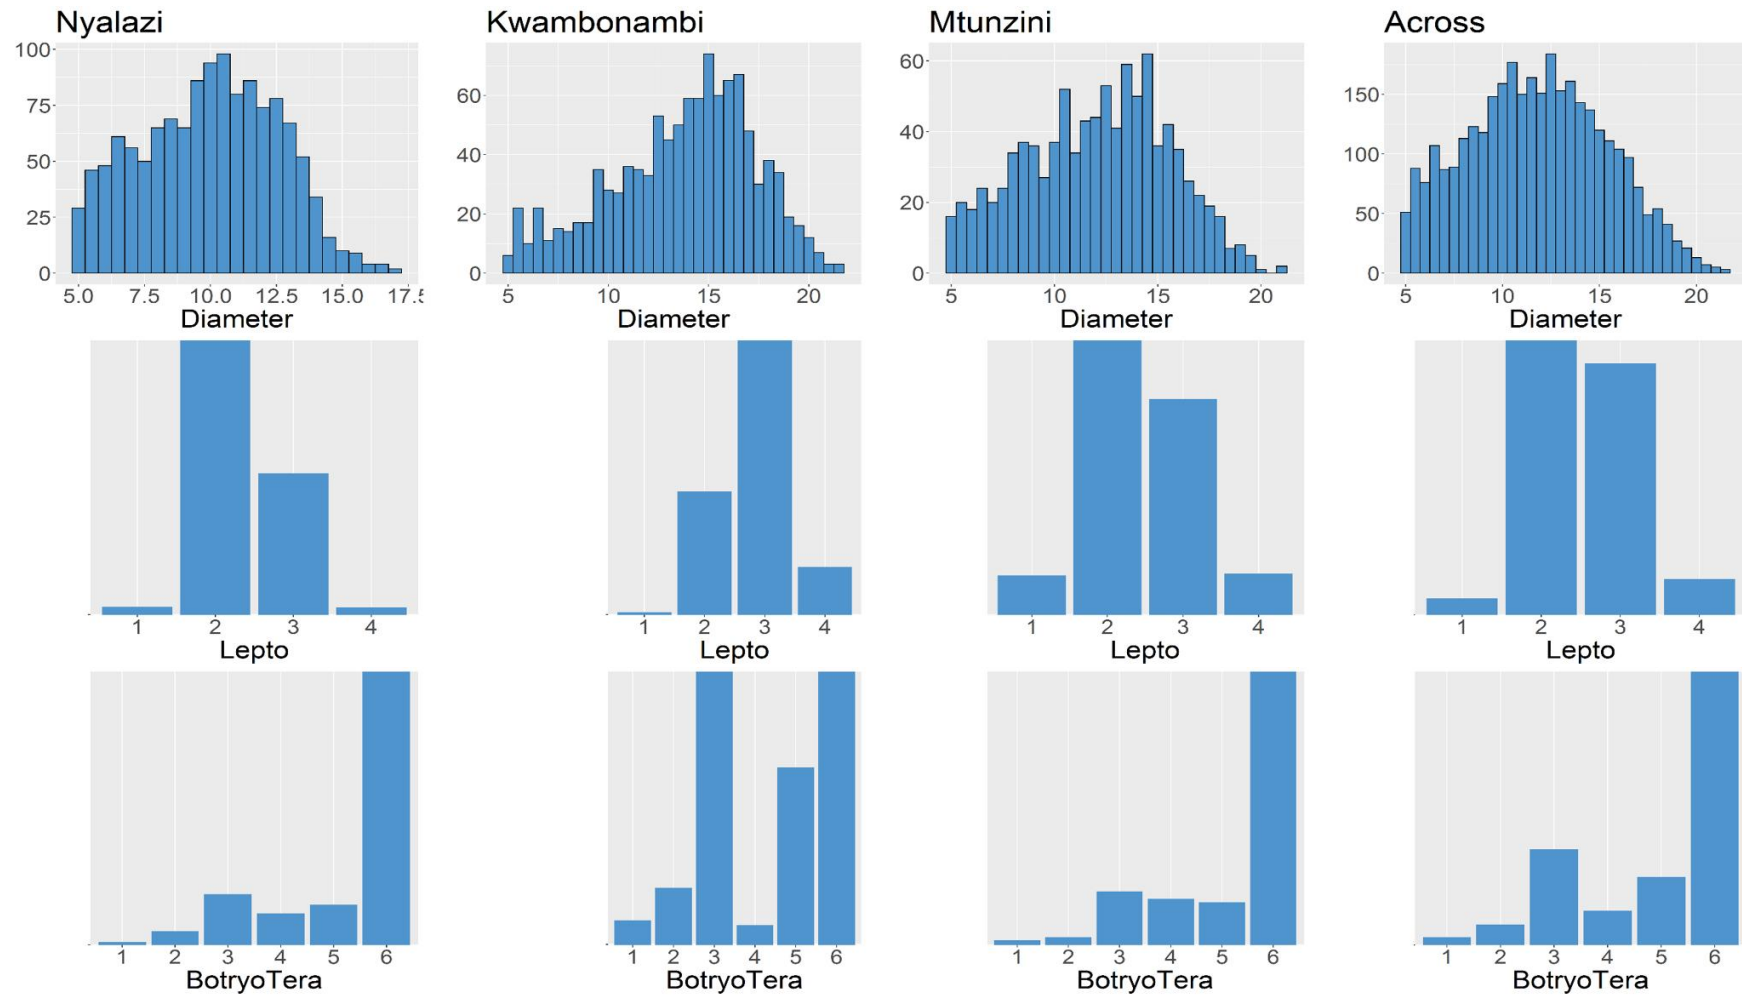 Nyalazi Kwambonambi Mtunzini Across
100 75 50 25 0
5.0 7.5 10.0 12.5 15.0 17.5
Diameter
60 40 20 0
5 10 15 20
Diameter
60 40 20 0
5 10 15 20
Diameter
150 100 50 0
5 10 15 20
Diameter
1 2 3 4
Lepto
1 2 3 4
Lepto
1 2 3 4
Lepto
1 2 3 4
Lepto
1 2 3 4 5 6
BotryoTera
1 2 3 4 5 6
BotryoTera
1 2 3 4 5 6
BotryoTera
1 2 3 4 5 6
BotryoTera